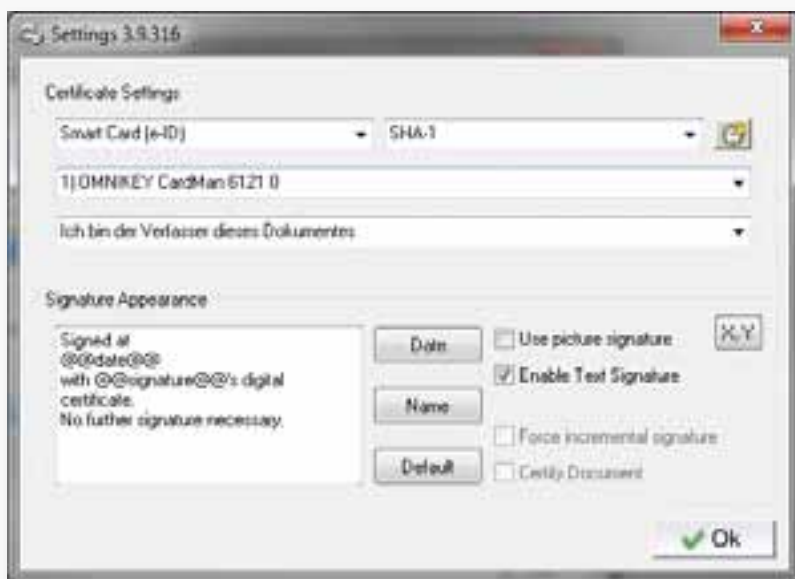 Settings 3.9.316
Certificate Settings
Smart Card (e-ID)
SHA-1
1) OMNIKEY CardMan 6121 0
Ich bin der Verfasser dieses Dokumentes
Signature Appearance
Signed at
@@date@@
with @@signature@@'s digital
certificate.
No further signature necessary.
Date
Name
Default
Use picture signature
X,Y
Enable Text Signature
Force incremental signature
Certify Document
Ok